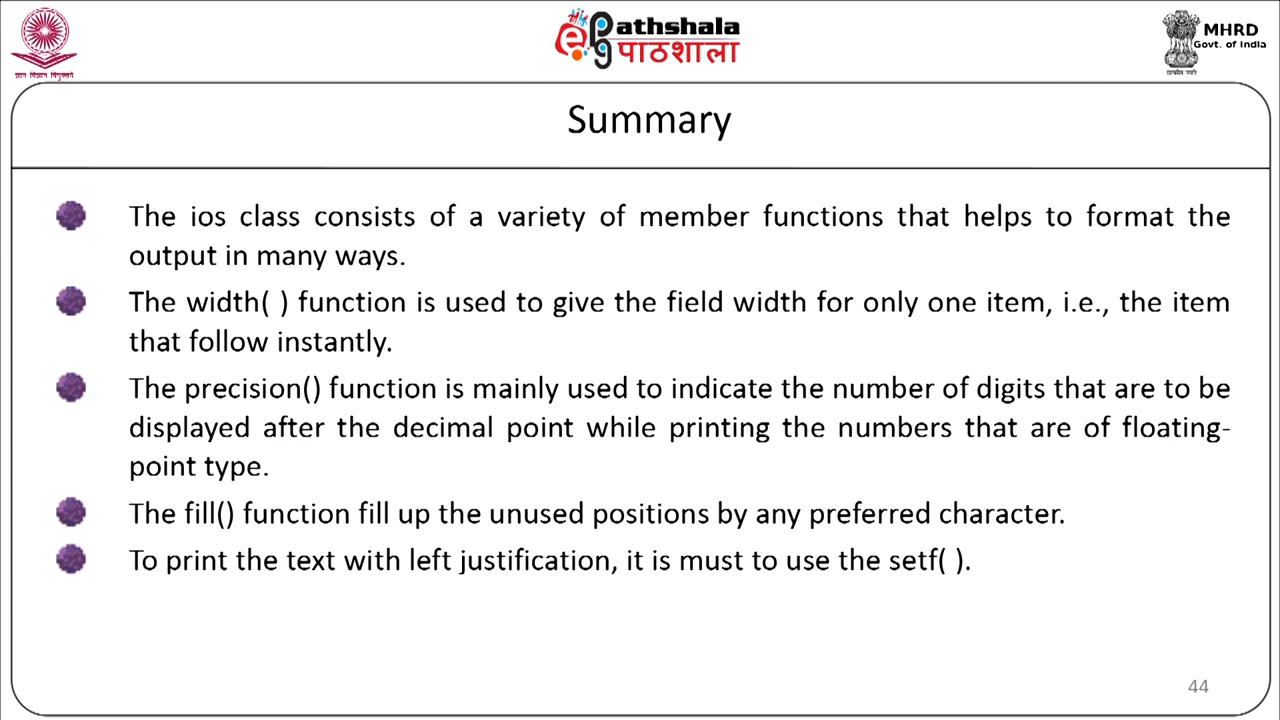 ज्ञान विज्ञान विमुक्तये
ePathshala
पाठशाला
MHRD
Govt. of India
सत्यमेव जयते
Summary
The ios class consists of a variety of member functions that helps to format the
output in many ways.
The width( ) function is used to give the field width for only one item, i.e., the item
that follow instantly.
The precision() function is mainly used to indicate the number of digits that are to be
displayed after the decimal point while printing the numbers that are of floating-
point type.
The fill() function fill up the unused positions by any preferred character.
To print the text with left justification, it is must to use the setf( ).
44